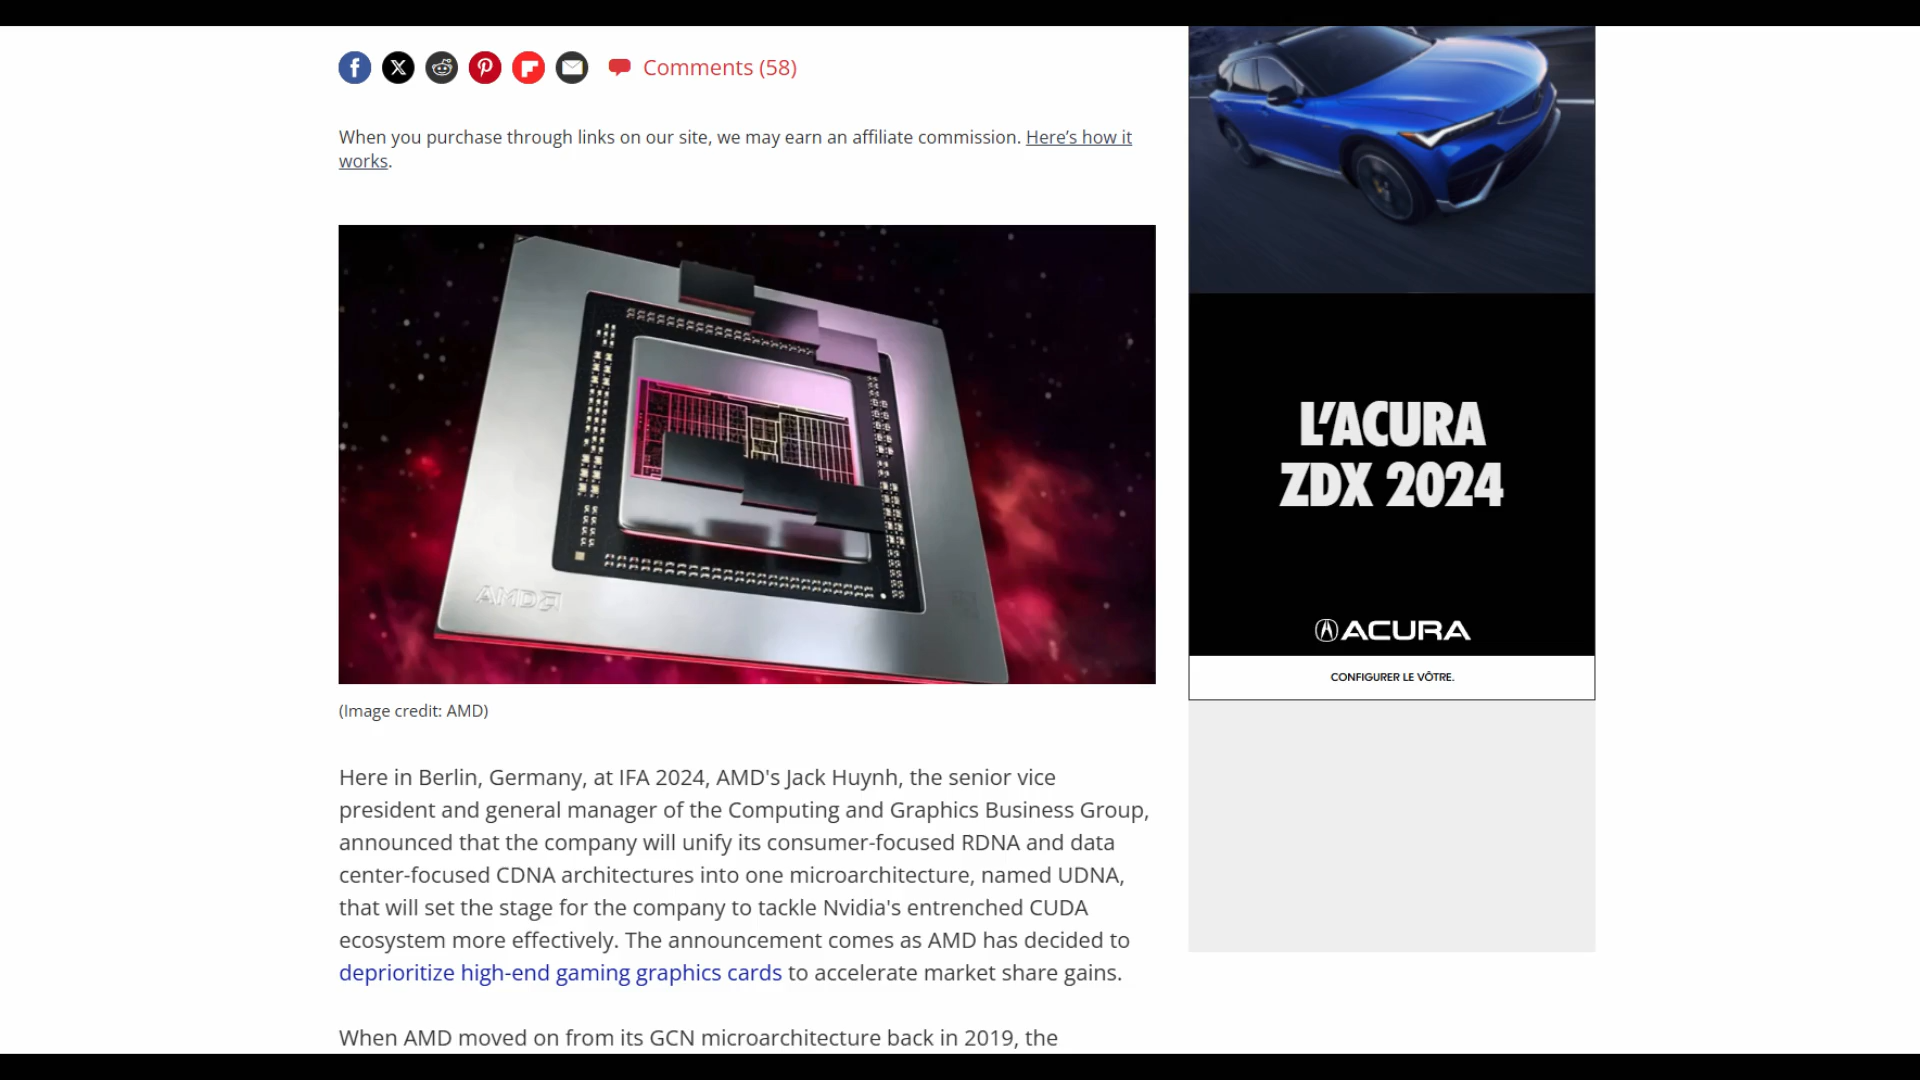 Comments (58)
When you purchase through links on our site, we may earn an affiliate commission. Here’s how it
works.
AMD
(Image credit: AMD)
Here in Berlin, Germany, at IFA 2024, AMD's Jack Huynh, the senior vice
president and general manager of the Computing and Graphics Business Group,
announced that the company will unify its consumer-focused RDNA and data
center-focused CDNA architectures into one microarchitecture, named UDNA,
that will set the stage for the company to tackle Nvidia's entrenched CUDA
ecosystem more effectively. The announcement comes as AMD has decided to
deprioritize high-end gaming graphics cards to accelerate market share gains.
When AMD moved on from its GCN microarchitecture back in 2019, the
L’ACURA
ZDX 2024
ACURA
CONFIGURER LE VÔTRE.